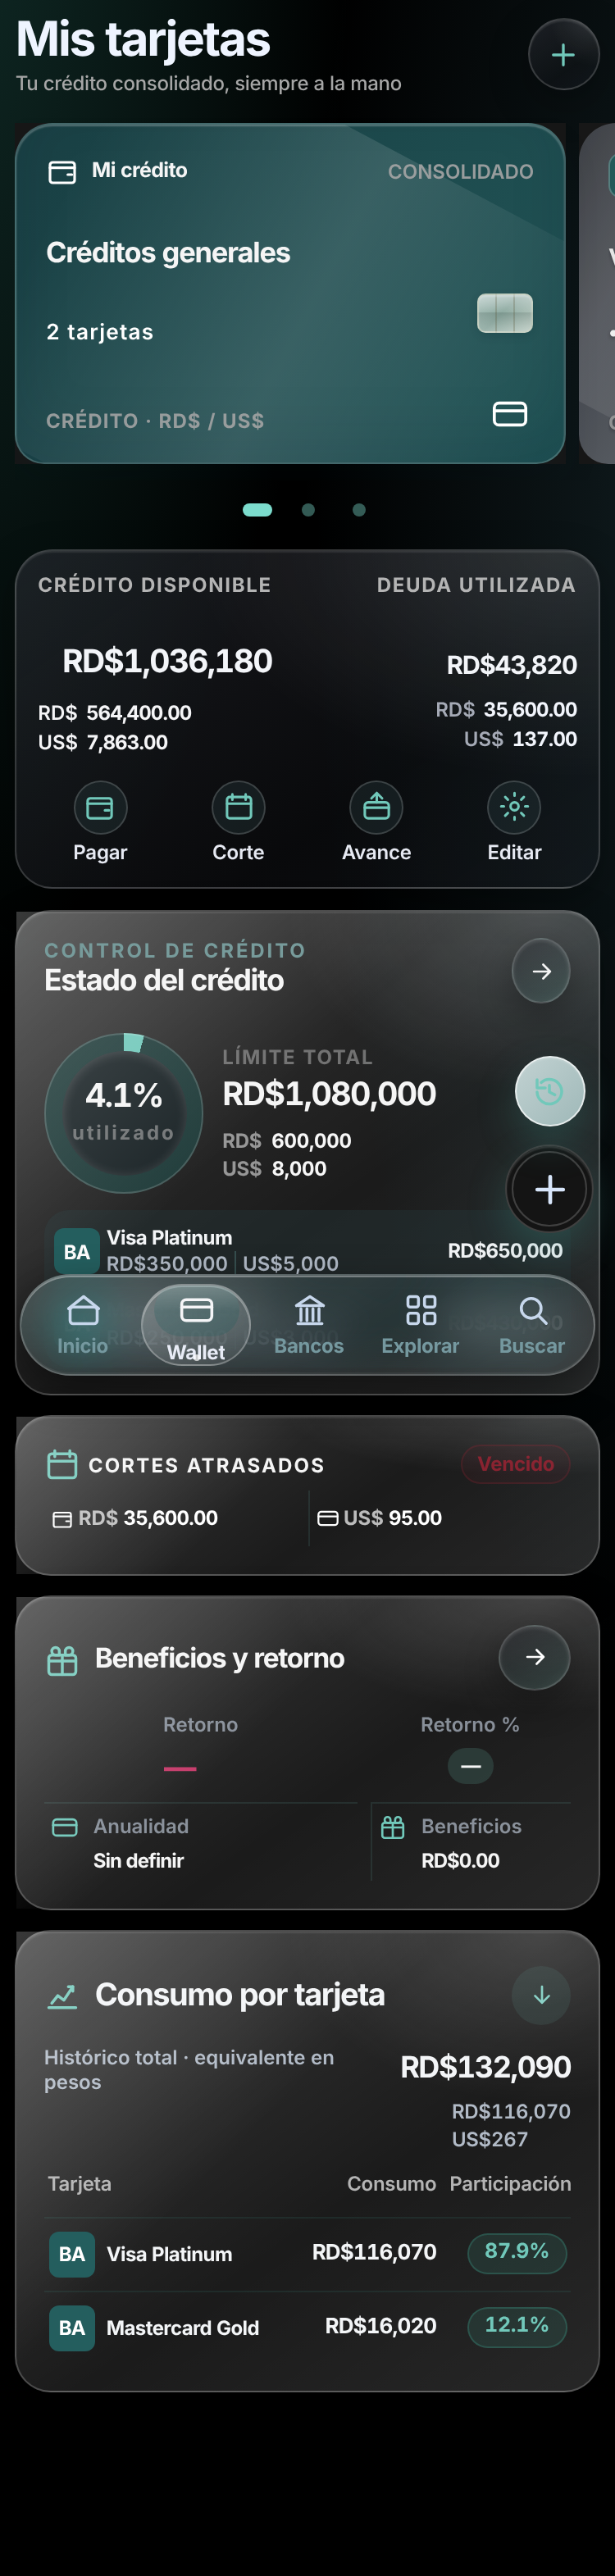 Mis tarjetas
Tu crédito consolidado, siempre a la mano
Mi crédito
CONSOLIDADO
Créditos generales
2 tarjetas
CRÉDITO · RD$ / US$
CRÉDITO DISPONIBLE
DEUDA UTILIZADA
RD$1,036,180
RD$43,820
RD$ 564,400.00
RD$ 35,600.00
US$ 7,863.00
US$ 137.00
Pagar
Corte
Avance
Editar
CONTROL DE CRÉDITO
Estado del crédito
4.1%
utilizado
LÍMITE TOTAL
RD$1,080,000
RD$ 600,000
US$ 8,000
BA
Visa Platinum
RD$350,000 US$5,000
RD$650,000
Inicio
Wallet
Bancos
Explorar
Buscar
CORTES ATRASADOS
Vencido
RD$ 35,600.00
US$ 95.00
Beneficios y retorno
Retorno
Retorno %
—
—
Anualidad
Sin definir
Beneficios
RD$0.00
Consumo por tarjeta
Histórico total · equivalente en
pesos
RD$132,090
RD$116,070
US$267
Tarjeta Consumo Participación
BA Visa Platinum RD$116,070 87.9%
BA Mastercard Gold RD$16,020 12.1%